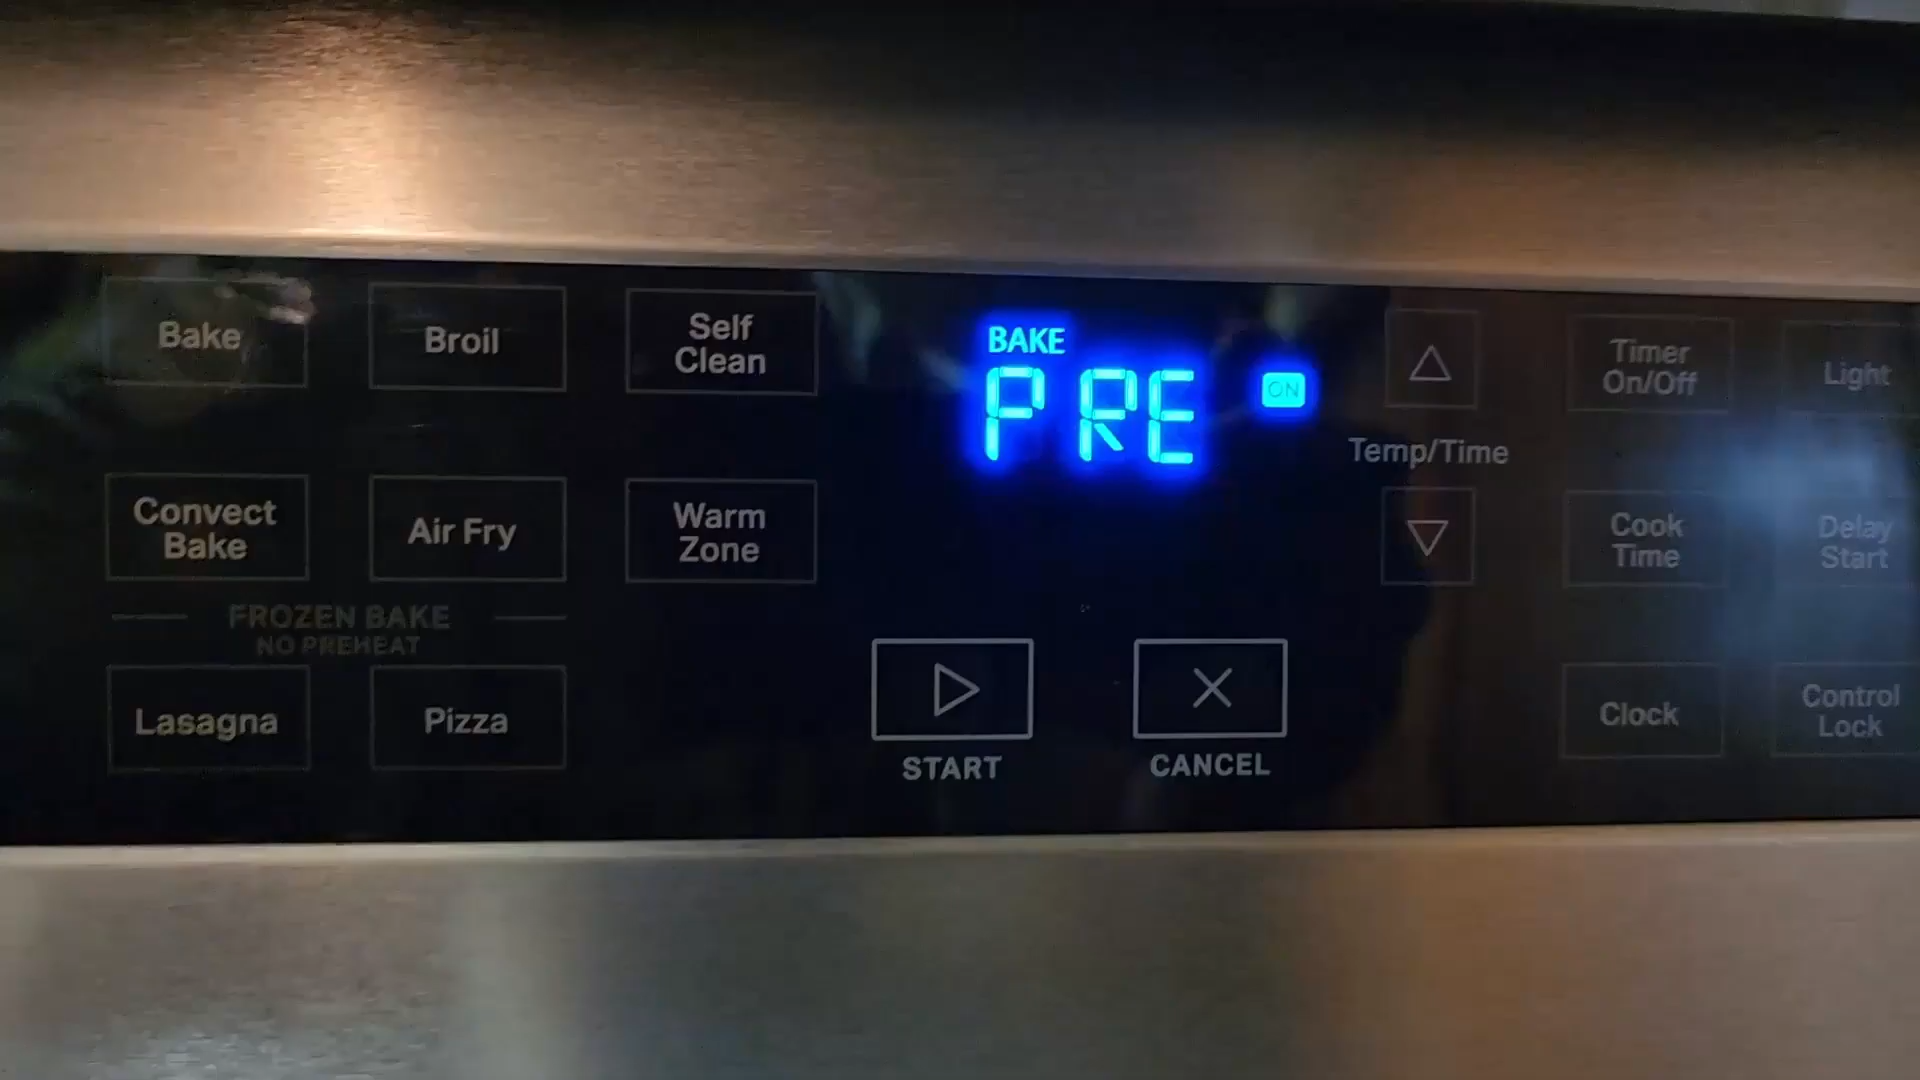 Bake
Broil
Self
Clean
BAKE
PRE
ON
Timer
On/Off
Light
Temp/Time
Convect
Bake
Air Fry
Warm
Zone
Cook
Time
Delay
Start
FROZEN BAKE
NO PREHEAT
Lasagna
Pizza
START
CANCEL
Clock
Control
Lock